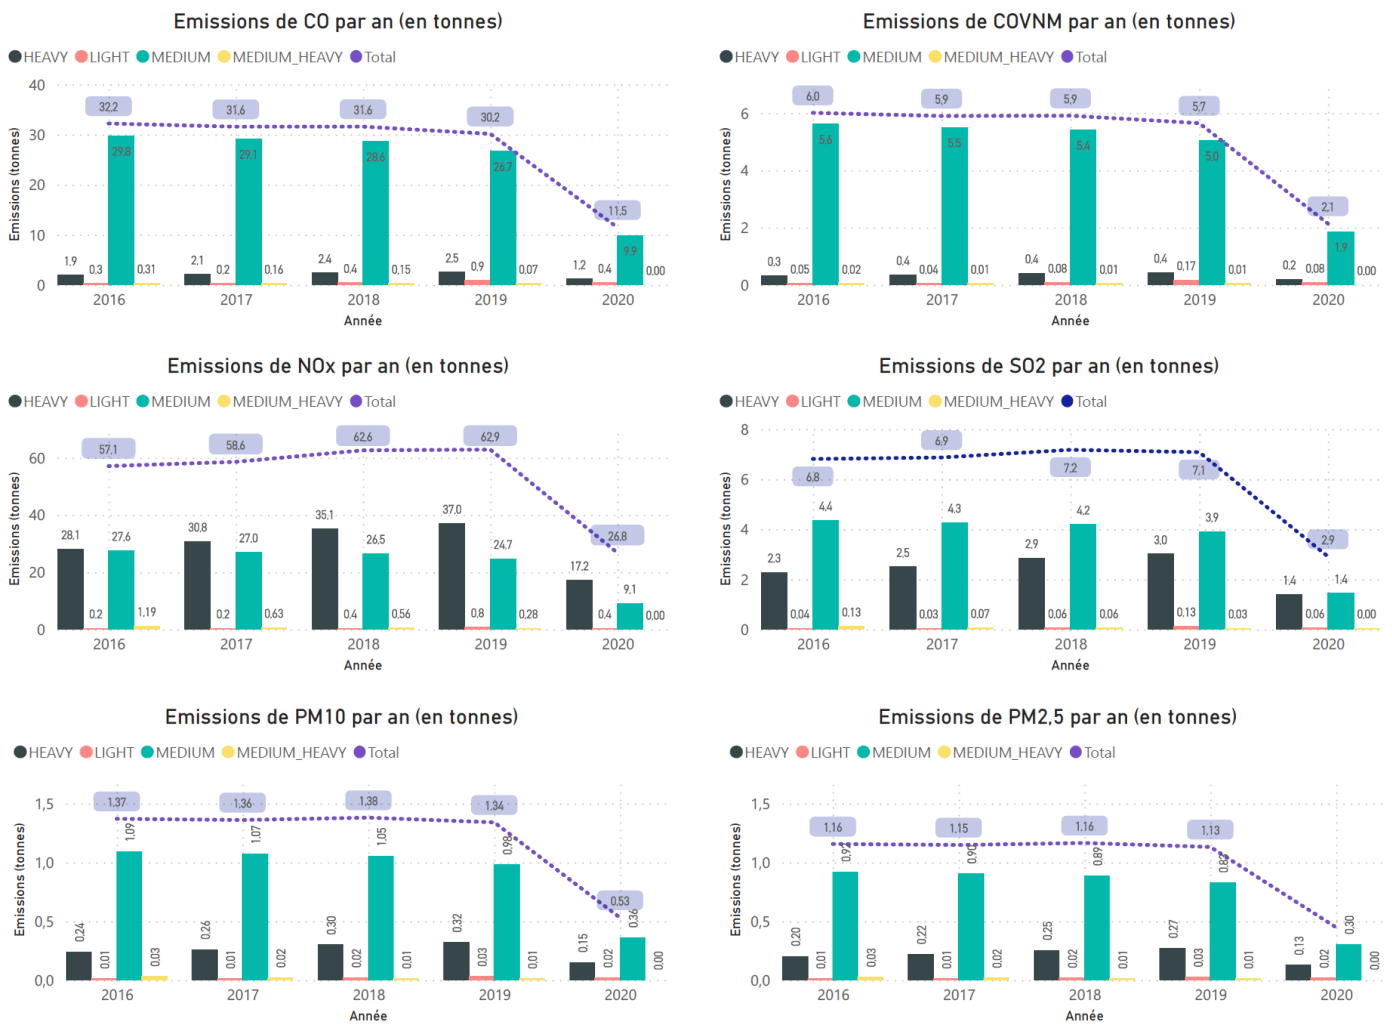 Emissions de CO par an (en tonnes)
HEAVY LIGHT MEDIUM MEDIUM_HEAVY Total
Emissions (tonnes)
40
30
20
10
0
32,2 31,6 31,6 30,2 11,5
1,9 0,3 29,8 0,31
2,1 0,2 29,1 0,16
2,4 0,4 28,6 0,15
2,5 0,9 26,7 0,07
1,2 0,4 9,9 0,00
2016 2017 2018 2019 2020
Année
Emissions de COVNM par an (en tonnes)
HEAVY LIGHT MEDIUM MEDIUM_HEAVY Total
Emissions (tonnes)
6
4
2
0
6,0 5,9 5,9 5,7 2,1
0,3 0,05 5,6 0,02
0,4 0,04 5,5 0,01
0,4 0,08 5,4 0,01
0,4 0,17 5,0 0,01
0,2 0,08 1,9 0,00
2016 2017 2018 2019 2020
Année
Emissions de NOx par an (en tonnes)
HEAVY LIGHT MEDIUM MEDIUM_HEAVY Total
Emissions (tonnes)
60
40
20
0
57,1 58,6 62,6 62,9 26,8
28,1 0,2 27,6 1,19
30,8 0,2 27,0 0,63
35,1 0,4 26,5 0,56
37,0 0,8 24,7 0,28
17,2 0,4 9,1 0,00
2016 2017 2018 2019 2020
Année
Emissions de SO2 par an (en tonnes)
HEAVY LIGHT MEDIUM MEDIUM_HEAVY Total
Emissions (tonnes)
8
6
4
2
0
6,8 6,9 7,2 7,1 2,9
2,3 0,04 4,4 0,13
2,5 0,03 4,3 0,07
2,9 0,06 4,2 0,06
3,0 0,13 3,9 0,03
1,4 0,06 1,4 0,00
2016 2017 2018 2019 2020
Année
Emissions de PM10 par an (en tonnes)
HEAVY LIGHT MEDIUM MEDIUM_HEAVY Total
Emissions (tonnes)
1,5
1,0
0,5
0,0
1,37 1,36 1,38 1,34 0,53
0,24 0,01 1,09 0,03
0,26 0,01 1,07 0,02
0,30 0,02 1,05 0,01
0,32 0,03 0,98 0,01
0,15 0,02 0,36 0,00
2016 2017 2018 2019 2020
Année
Emissions de PM2,5 par an (en tonnes)
HEAVY LIGHT MEDIUM MEDIUM_HEAVY Total
Emissions (tonnes)
1,5
1,0
0,5
0,0
1,16 1,15 1,16 1,13
0,20 0,01 0,03
0,22 0,01 0,90 0,02
0,25 0,02 0,89 0,01
0,27 0,03 0,01
0,13 0,02 0,30 0,00
2016 2017 2018 2019 2020
Année